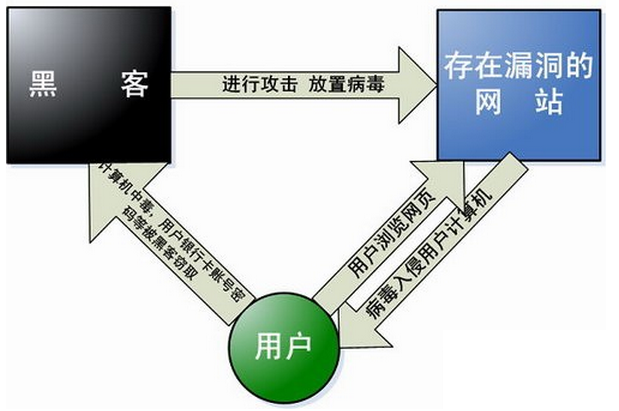 黑 客
进行攻击 放置病毒
存在漏洞的
网 站
计算机中毒，用户银行卡账号密
码等被黑客窃取
用户浏览网页
病毒入侵用户计算机
用户